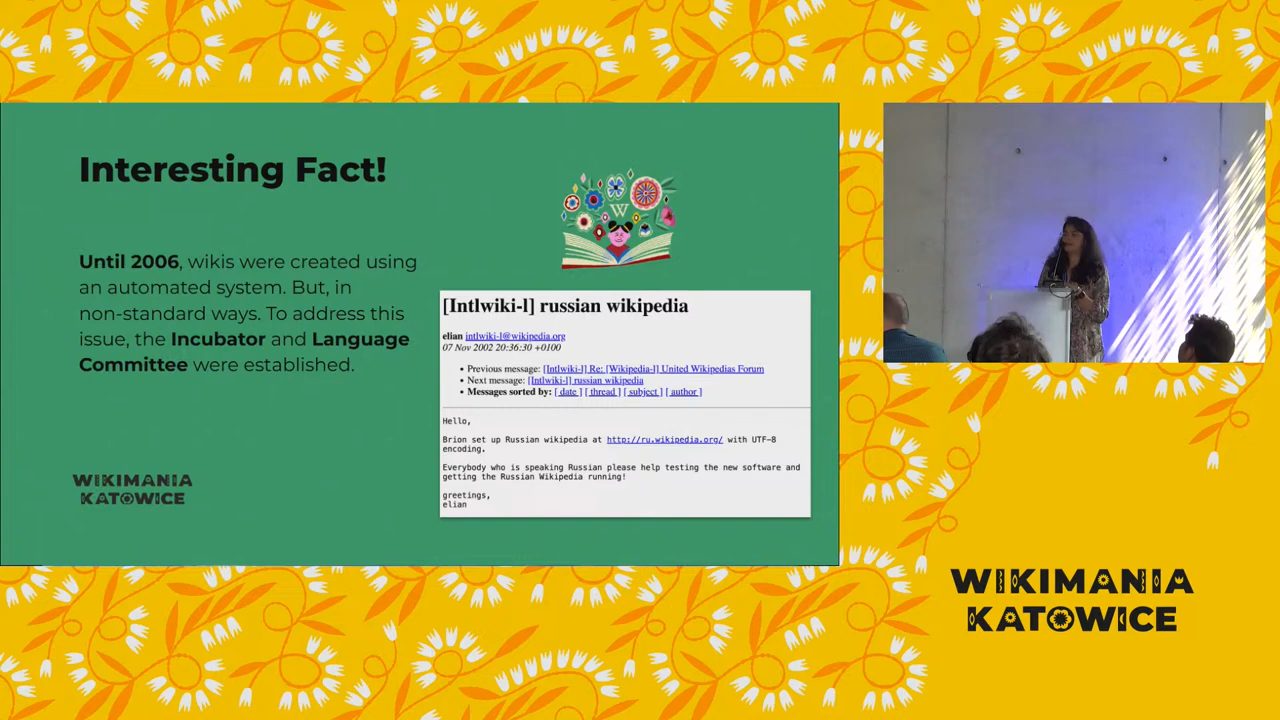 Interesting Fact!
Until 2006, wikis were created using
an automated system. But, in
non-standard ways. To address this
issue, the Incubator and Language
Committee were established.
WIKIMANIA
KATOWICE
W
[Intlwiki-l] russian wikipedia
elian intlwiki-l@wikipedia.org
07 Nov 2002 20:36:30 +0100
• Previous message: [Intlwiki-l] Re: [Wikipedia-l] United Wikipedias Forum
• Next message: [Intlwiki-l] russian wikipedia
• Messages sorted by: [ date ] [ thread ] [ subject ] [ author ]
Hello,
Brion set up Russian wikipedia at http://ru.wikipedia.org/ with UTF-8
encoding.
Everybody who is speaking Russian please help testing the new software and
getting the Russian Wikipedia running!
greetings,
elian
WIKIMANIA
KATOWICE